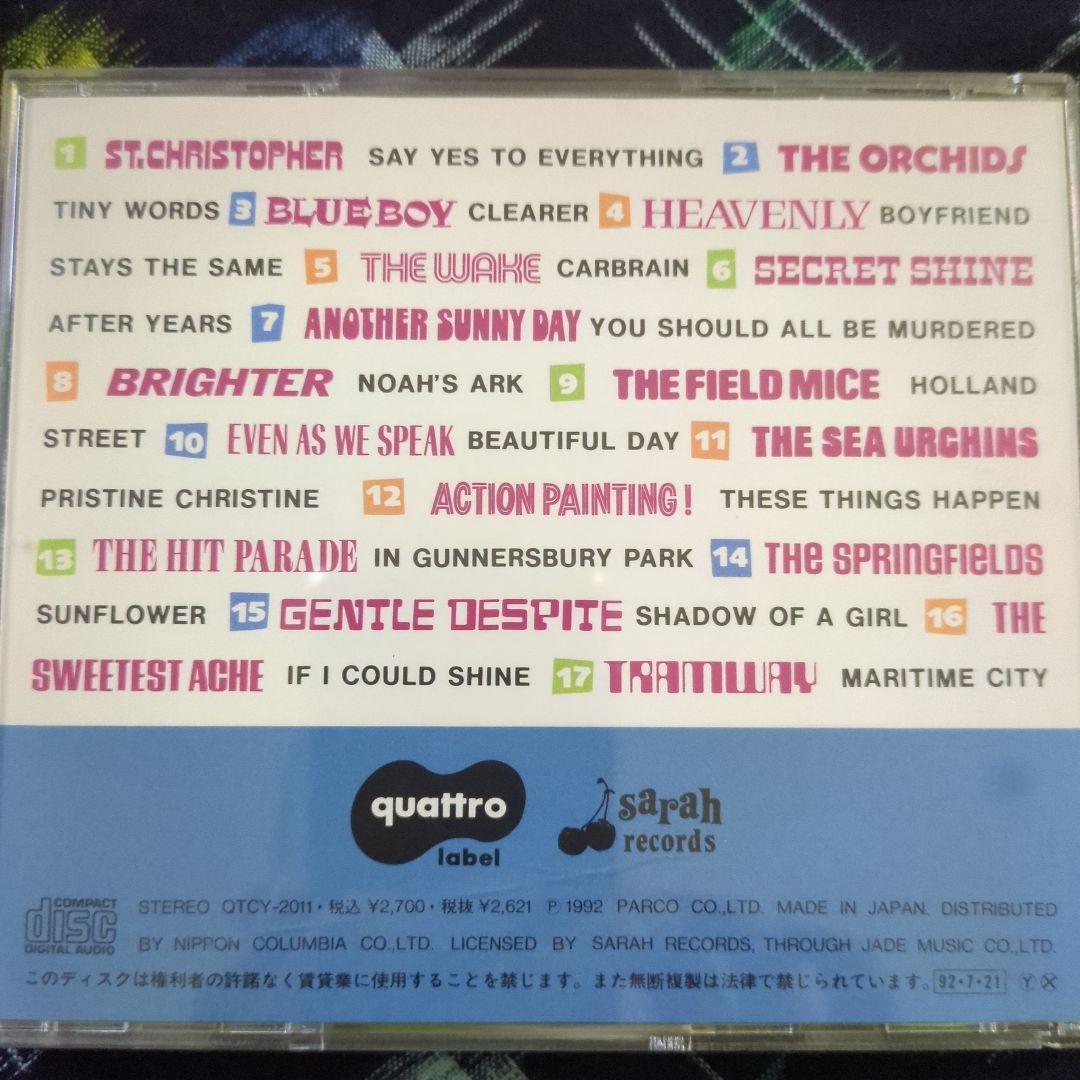 1 ST.CHRISTOPHER SAY YES TO EVERYTHING 2 THE ORCHIDS
TINY WORDS 3 BLUEBOY CLEARER 4 HEAVENLY BOYFRIEND
STAYS THE SAME 5 THE WAKE CARBRAIN 6 SECRET SHINE
AFTER YEARS 7 ANOTHER SUNNY DAY YOU SHOULD ALL BE MURDERED
8 BRIGHTER NOAH'S ARK 9 THE FIELD MICE HOLLAND
STREET 10 EVEN AS WE SPEAK BEAUTIFUL DAY 11 THE SEA URCHINS
PRISTINE CHRISTINE 12 ACTION PAINTING! THESE THINGS HAPPEN
13 THE HIT PARADE IN GUNNERSBURY PARK 14 THE SPRINGFIELDS
SUNFLOWER 15 GENTLE DESPITE SHADOW OF A GIRL 16 THE
SWEETEST ACHE IF I COULD SHINE 17 TRAMWAY MARITIME CITY
quattro
label
sarah
records
COMPACT
disc
DIGITAL AUDIO
STEREO QTCY-2011・税込 ¥2,700・税抜 ¥2,621 Ⓟ 1992 PARCO CO.,LTD. MADE IN JAPAN. DISTRIBUTED
BY NIPPON COLUMBIA CO.,LTD. LICENSED BY SARAH RECORDS, THROUGH JADE MUSIC CO.,LTD.
このディスクは権利者の許諾なく賃貸業に使用することを禁じます。また無断複製は法律で禁じられています。 92・7・21 Ⓨ Ⓧ